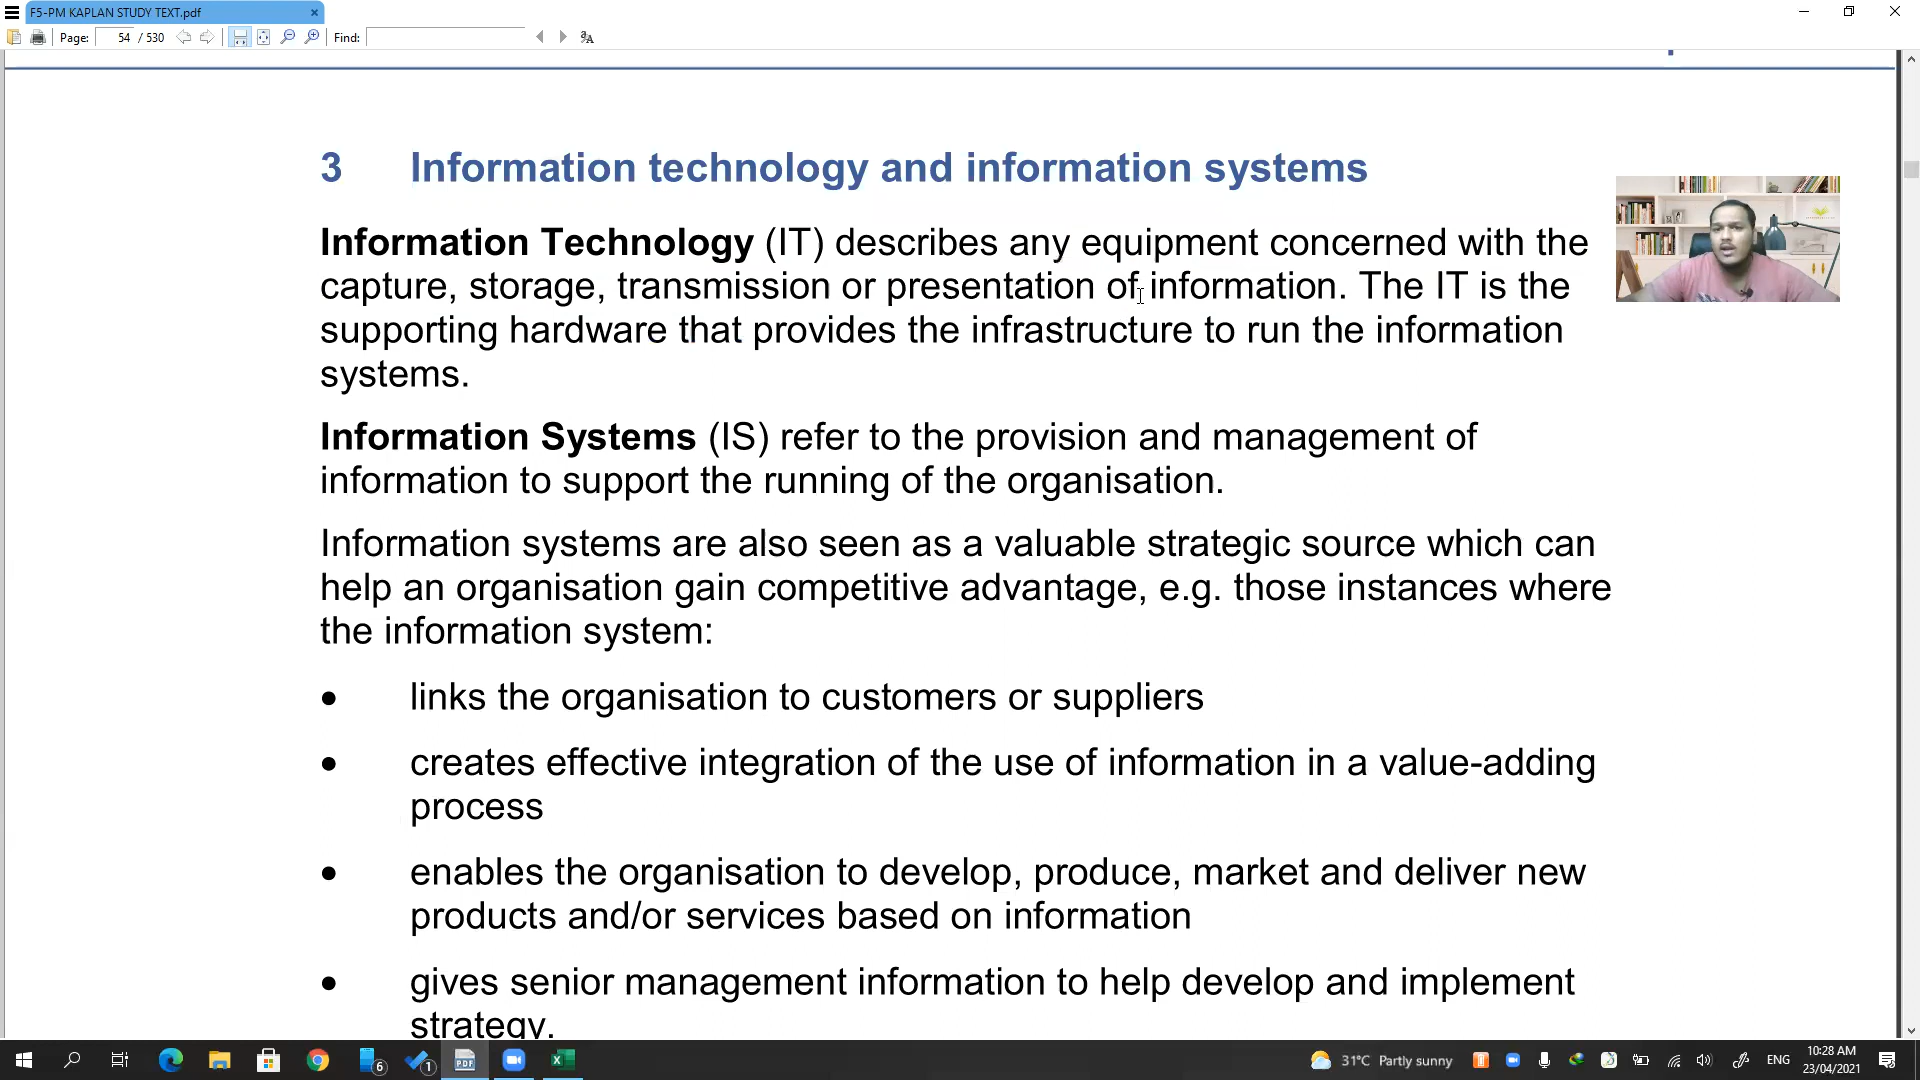 F5-PM KAPLAN STUDY TEXT.pdf
Page: 54 / 530 Find:
3 Information technology and information systems
Information Technology (IT) describes any equipment concerned with the
capture, storage, transmission or presentation of information. The IT is the
supporting hardware that provides the infrastructure to run the information
systems.
Information Systems (IS) refer to the provision and management of
information to support the running of the organisation.
Information systems are also seen as a valuable strategic source which can
help an organisation gain competitive advantage, e.g. those instances where
the information system:
• links the organisation to customers or suppliers
• creates effective integration of the use of information in a value-adding
process
• enables the organisation to develop, produce, market and deliver new
products and/or services based on information
• gives senior management information to help develop and implement
strategy.
6 1 PDF 31°C Partly sunny ENG 10:28 AM
23/04/2021